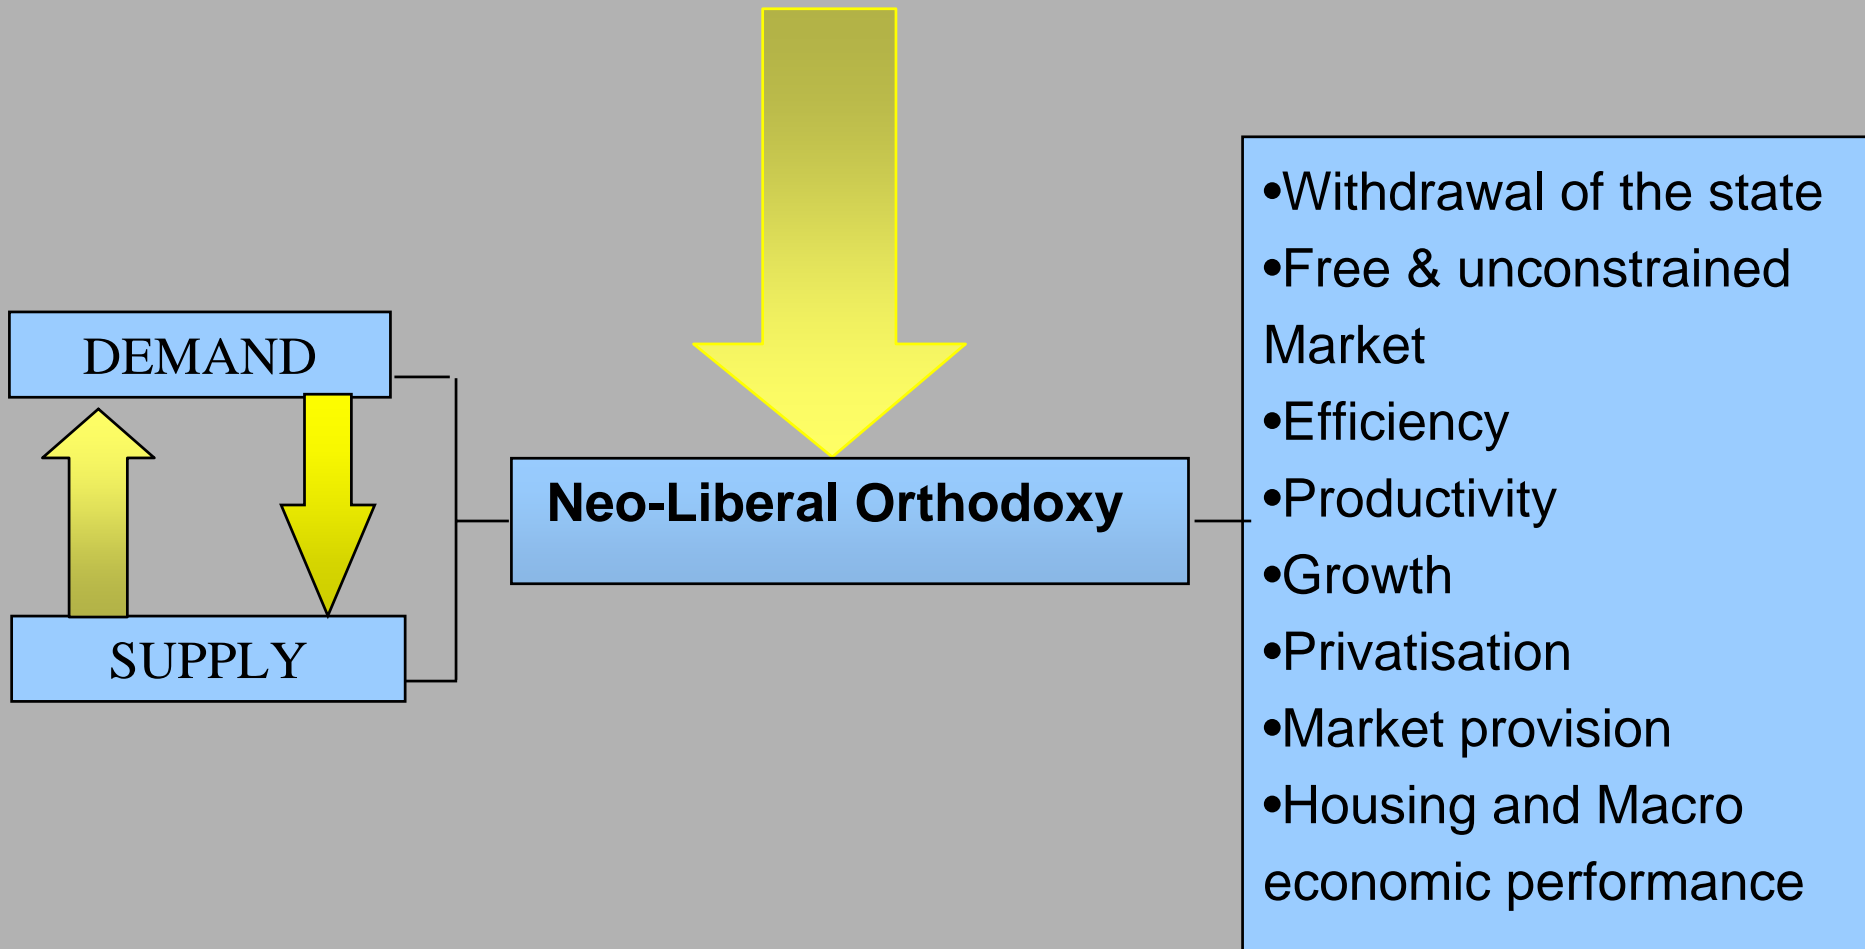 DEMAND
SUPPLY
Neo-Liberal Orthodoxy
•Withdrawal of the state
•Free & unconstrained
Market
•Efficiency
•Productivity
•Growth
•Privatisation
•Market provision
•Housing and Macro
economic performance